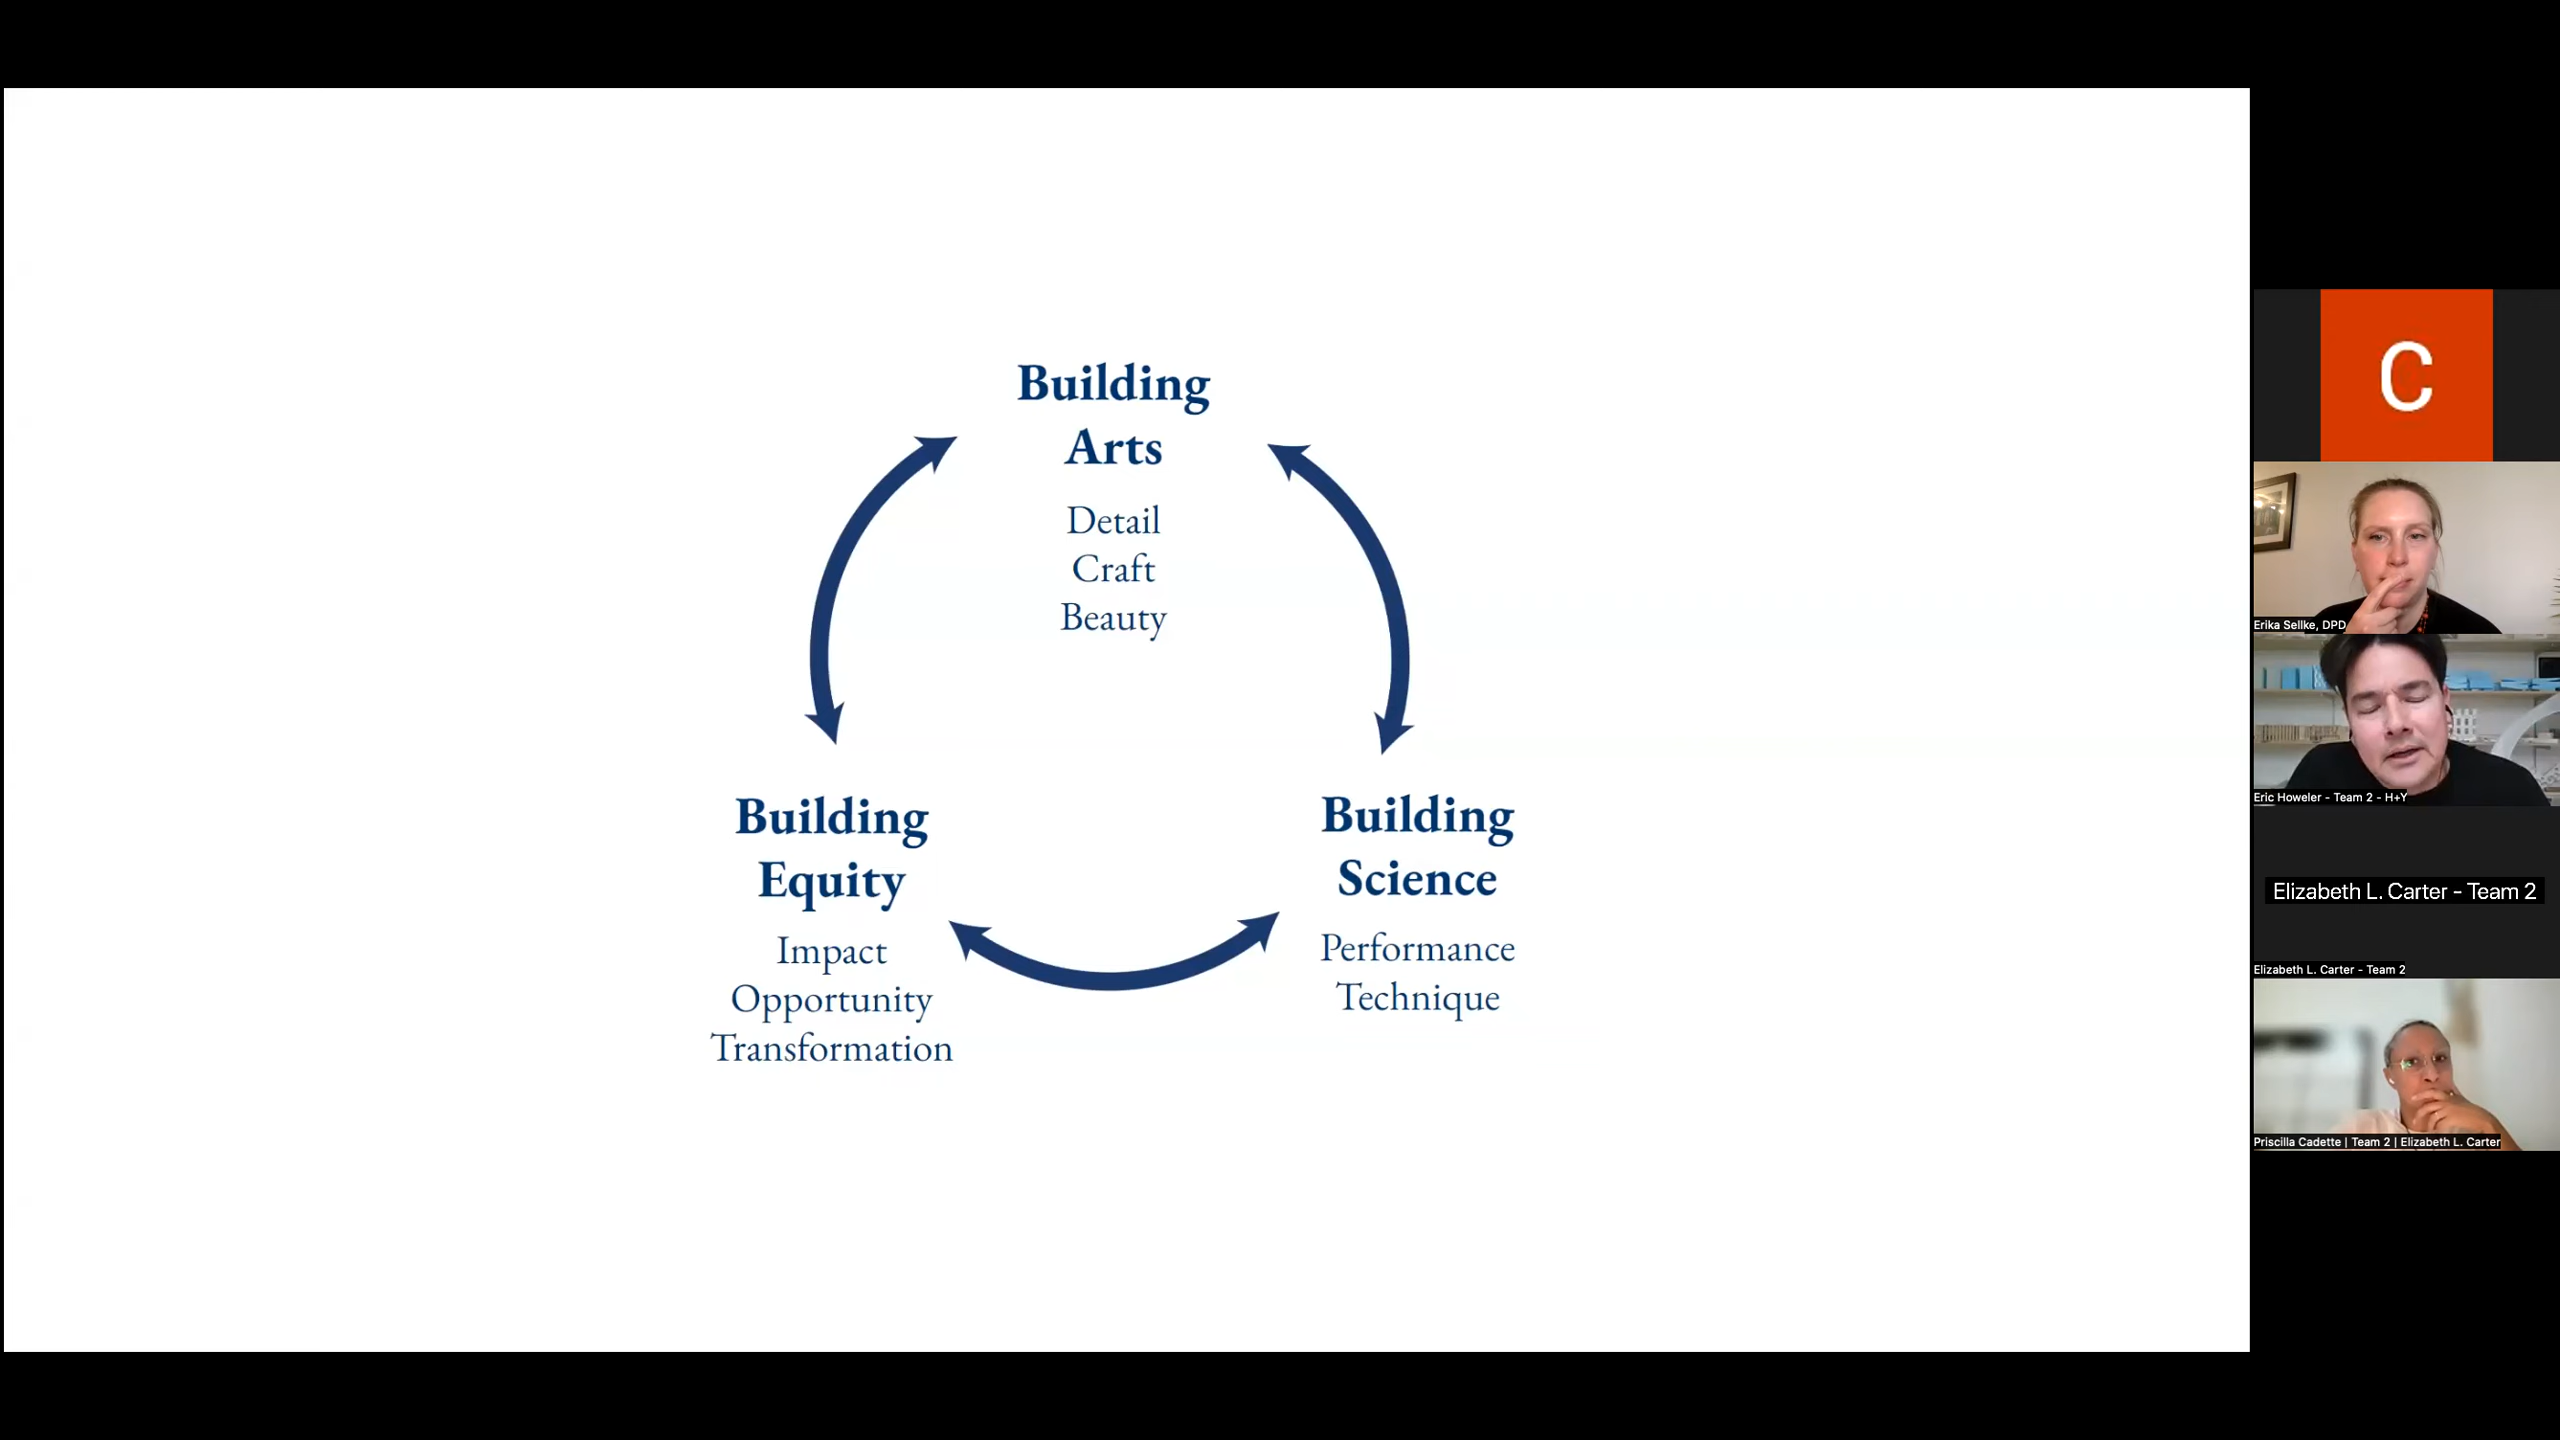 Building
Arts
Detail
Craft
Beauty
Building
Equity
Impact
Opportunity
Transformation
Building
Science
Performance
Technique
C
Erika Sellke, DPD
Eric Howeler - Team 2 - H+Y
Elizabeth L. Carter - Team 2
Elizabeth L. Carter - Team 2
Priscilla Cadette | Team 2 | Elizabeth L. Carter